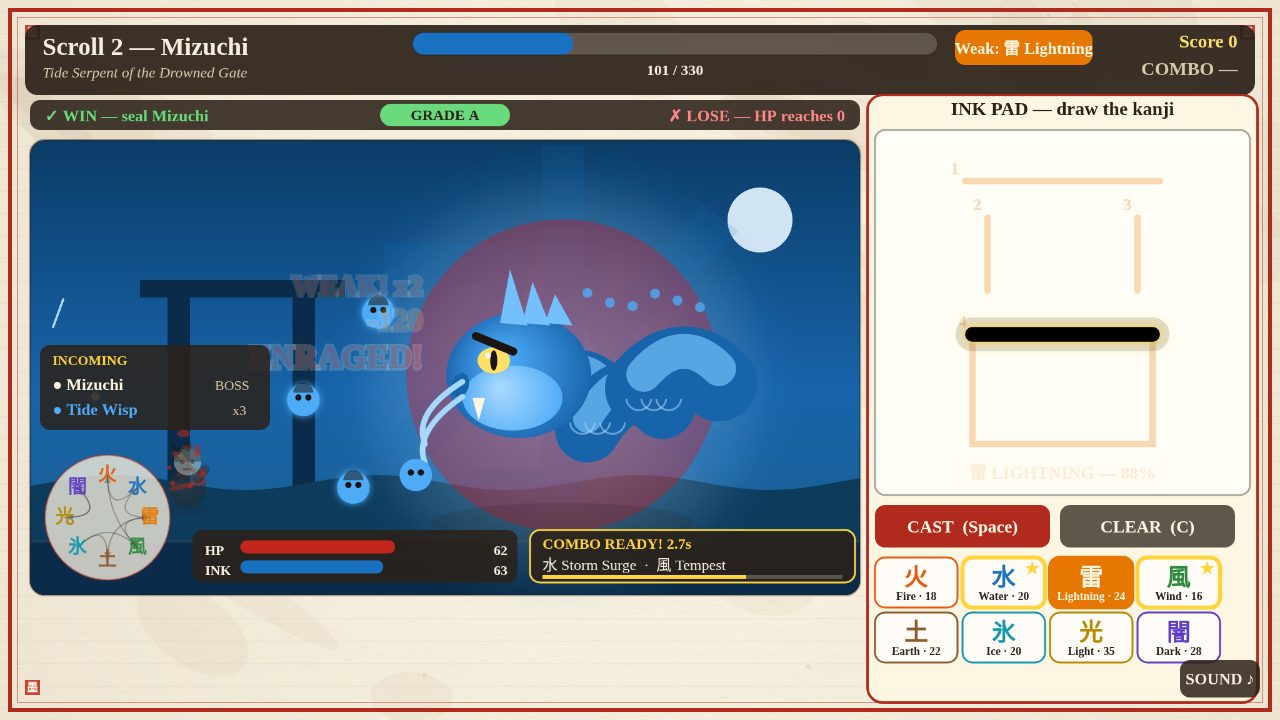 Scroll 2 — Mizuchi
Tide Serpent of the Drowned Gate
101 / 330
Weak: 雷 Lightning
Score 0
COMBO —
✓ WIN — seal Mizuchi
GRADE A
✗ LOSE — HP reaches 0
WEAK! x2
ENRAGED!
INCOMING
● Mizuchi BOSS
● Tide Wisp x3
火
水
雷
風
土
氷
光
闇
HP 62
INK 63
COMBO READY! 2.7s
水 Storm Surge · 風 Tempest
INK PAD — draw the kanji
1
2
3
4
雷 LIGHTNING — 88%
CAST (Space)
CLEAR (C)
火
Fire · 18
水 ★
Water · 20
雷
Lightning · 24
風 ★
Wind · 16
土
Earth · 22
氷
Ice · 20
光
Light · 35
闇
Dark · 28
SOUND ♪
墨